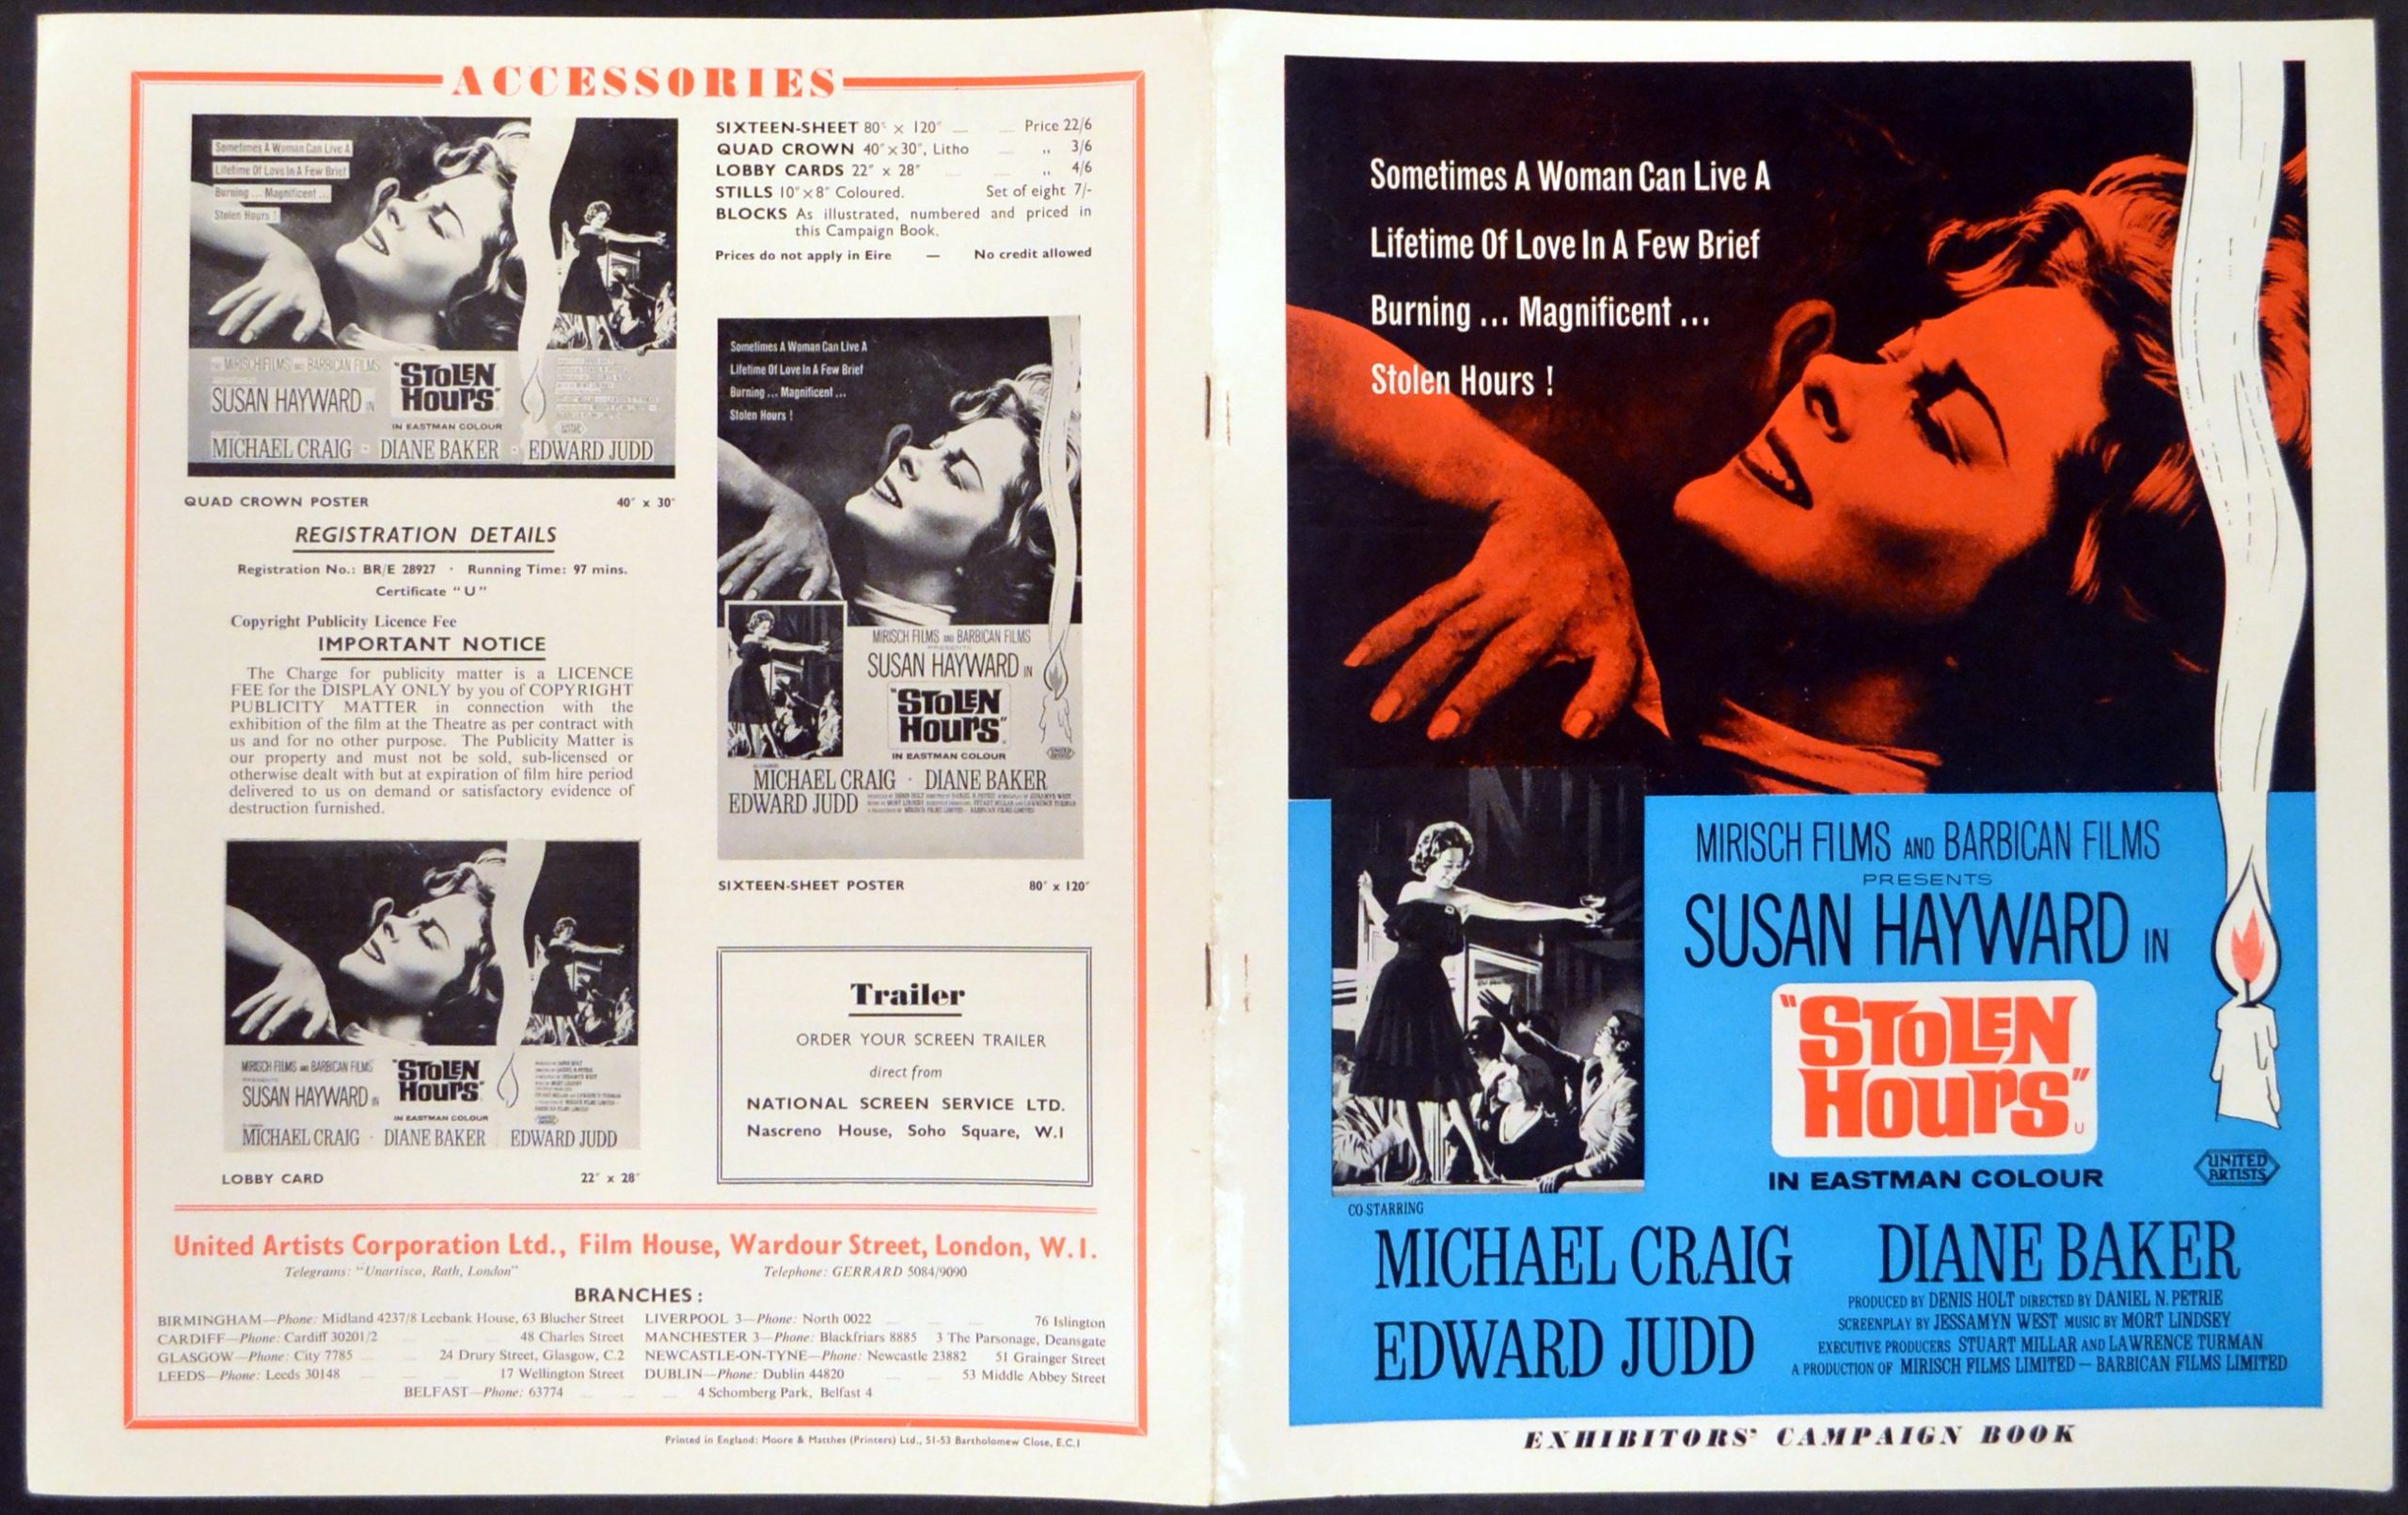 ACCESSORIES
Sometimes A Woman Can Live A
Lifetime Of Love In A Few Brief
Burning ... Magnificent ...
Stolen Hours !
MIRISCH FILMS AND BARBICAN FILMS
SUSAN HAYWARD IN
"STOLEN
HOURS"
IN EASTMAN COLOUR
MICHAEL CRAIG · DIANE BAKER · EDWARD JUDD
QUAD CROWN POSTER 40" x 30"
REGISTRATION DETAILS
Registration No.: BR/E 28927 · Running Time: 97 mins.
Certificate "U"
Copyright Publicity Licence Fee
IMPORTANT NOTICE
The Charge for publicity matter is a LICENCE
FEE for the DISPLAY ONLY by you of COPYRIGHT
PUBLICITY MATTER in connection with the
exhibition of the film at the Theatre as per contract with
us and for no other purpose. The Publicity Matter is
our property and must not be sold, sub-licensed or
otherwise dealt with but at expiration of film hire period
delivered to us on demand or satisfactory evidence of
destruction furnished.
MIRISCH FILMS AND BARBICAN FILMS
SUSAN HAYWARD IN
"STOLEN
HOURS"
IN EASTMAN COLOUR
MICHAEL CRAIG · DIANE BAKER EDWARD JUDD
LOBBY CARD 22" x 28"
SIXTEEN-SHEET 80" x 120" Price 22/6
QUAD CROWN 40" x 30", Litho ,, 3/6
LOBBY CARDS 22" x 28" ,, 4/6
STILLS 10" x 8" Coloured. Set of eight 7/-
BLOCKS As illustrated, numbered and priced in
this Campaign Book.
Prices do not apply in Eire — No credit allowed
Sometimes A Woman Can Live A
Lifetime Of Love In A Few Brief
Burning ... Magnificent ...
Stolen Hours !
MIRISCH FILMS AND BARBICAN FILMS
PRESENTS
SUSAN HAYWARD IN
"STOLEN
HOURS"
IN EASTMAN COLOUR
UNITED
ARTISTS
MICHAEL CRAIG · DIANE BAKER
EDWARD JUDD
SIXTEEN-SHEET POSTER 80" x 120"
Trailer
ORDER YOUR SCREEN TRAILER
direct from
NATIONAL SCREEN SERVICE LTD.
Nascreno House, Soho Square, W.1
United Artists Corporation Ltd., Film House, Wardour Street, London, W.1.
Telegrams: "Unartisco, Rath, London" Telephone: GERRARD 5084/9090
BRANCHES :
BIRMINGHAM—Phone: Midland 4237/8 Leebank House, 63 Blucher Street
CARDIFF—Phone: Cardiff 30201/2 48 Charles Street
GLASGOW—Phone: City 7785 24 Drury Street, Glasgow, C.2
LEEDS—Phone: Leeds 30148 17 Wellington Street
LIVERPOOL 3—Phone: North 0022 76 Islington
MANCHESTER 3—Phone: Blackfriars 8885 3 The Parsonage, Deansgate
NEWCASTLE-ON-TYNE—Phone: Newcastle 23882 51 Grainger Street
DUBLIN—Phone: Dublin 44820 53 Middle Abbey Street
BELFAST—Phone: 63774 4 Schomberg Park, Belfast 4
Printed in England: Moore & Matthes (Printers) Ltd., 51-53 Bartholomew Close, E.C.1
Sometimes A Woman Can Live A
Lifetime Of Love In A Few Brief
Burning ... Magnificent ...
Stolen Hours !
MIRISCH FILMS AND BARBICAN FILMS
PRESENTS
SUSAN HAYWARD IN
"STOLEN
HOURS"
U
IN EASTMAN COLOUR
UNITED
ARTISTS
CO-STARRING
MICHAEL CRAIG DIANE BAKER
EDWARD JUDD
PRODUCED BY DENIS HOLT DIRECTED BY DANIEL N. PETRIE
SCREENPLAY BY JESSAMYN WEST MUSIC BY MORT LINDSEY
EXECUTIVE PRODUCERS STUART MILLAR AND LAWRENCE TURMAN
A PRODUCTION OF MIRISCH FILMS LIMITED — BARBICAN FILMS LIMITED
EXHIBITORS' CAMPAIGN BOOK